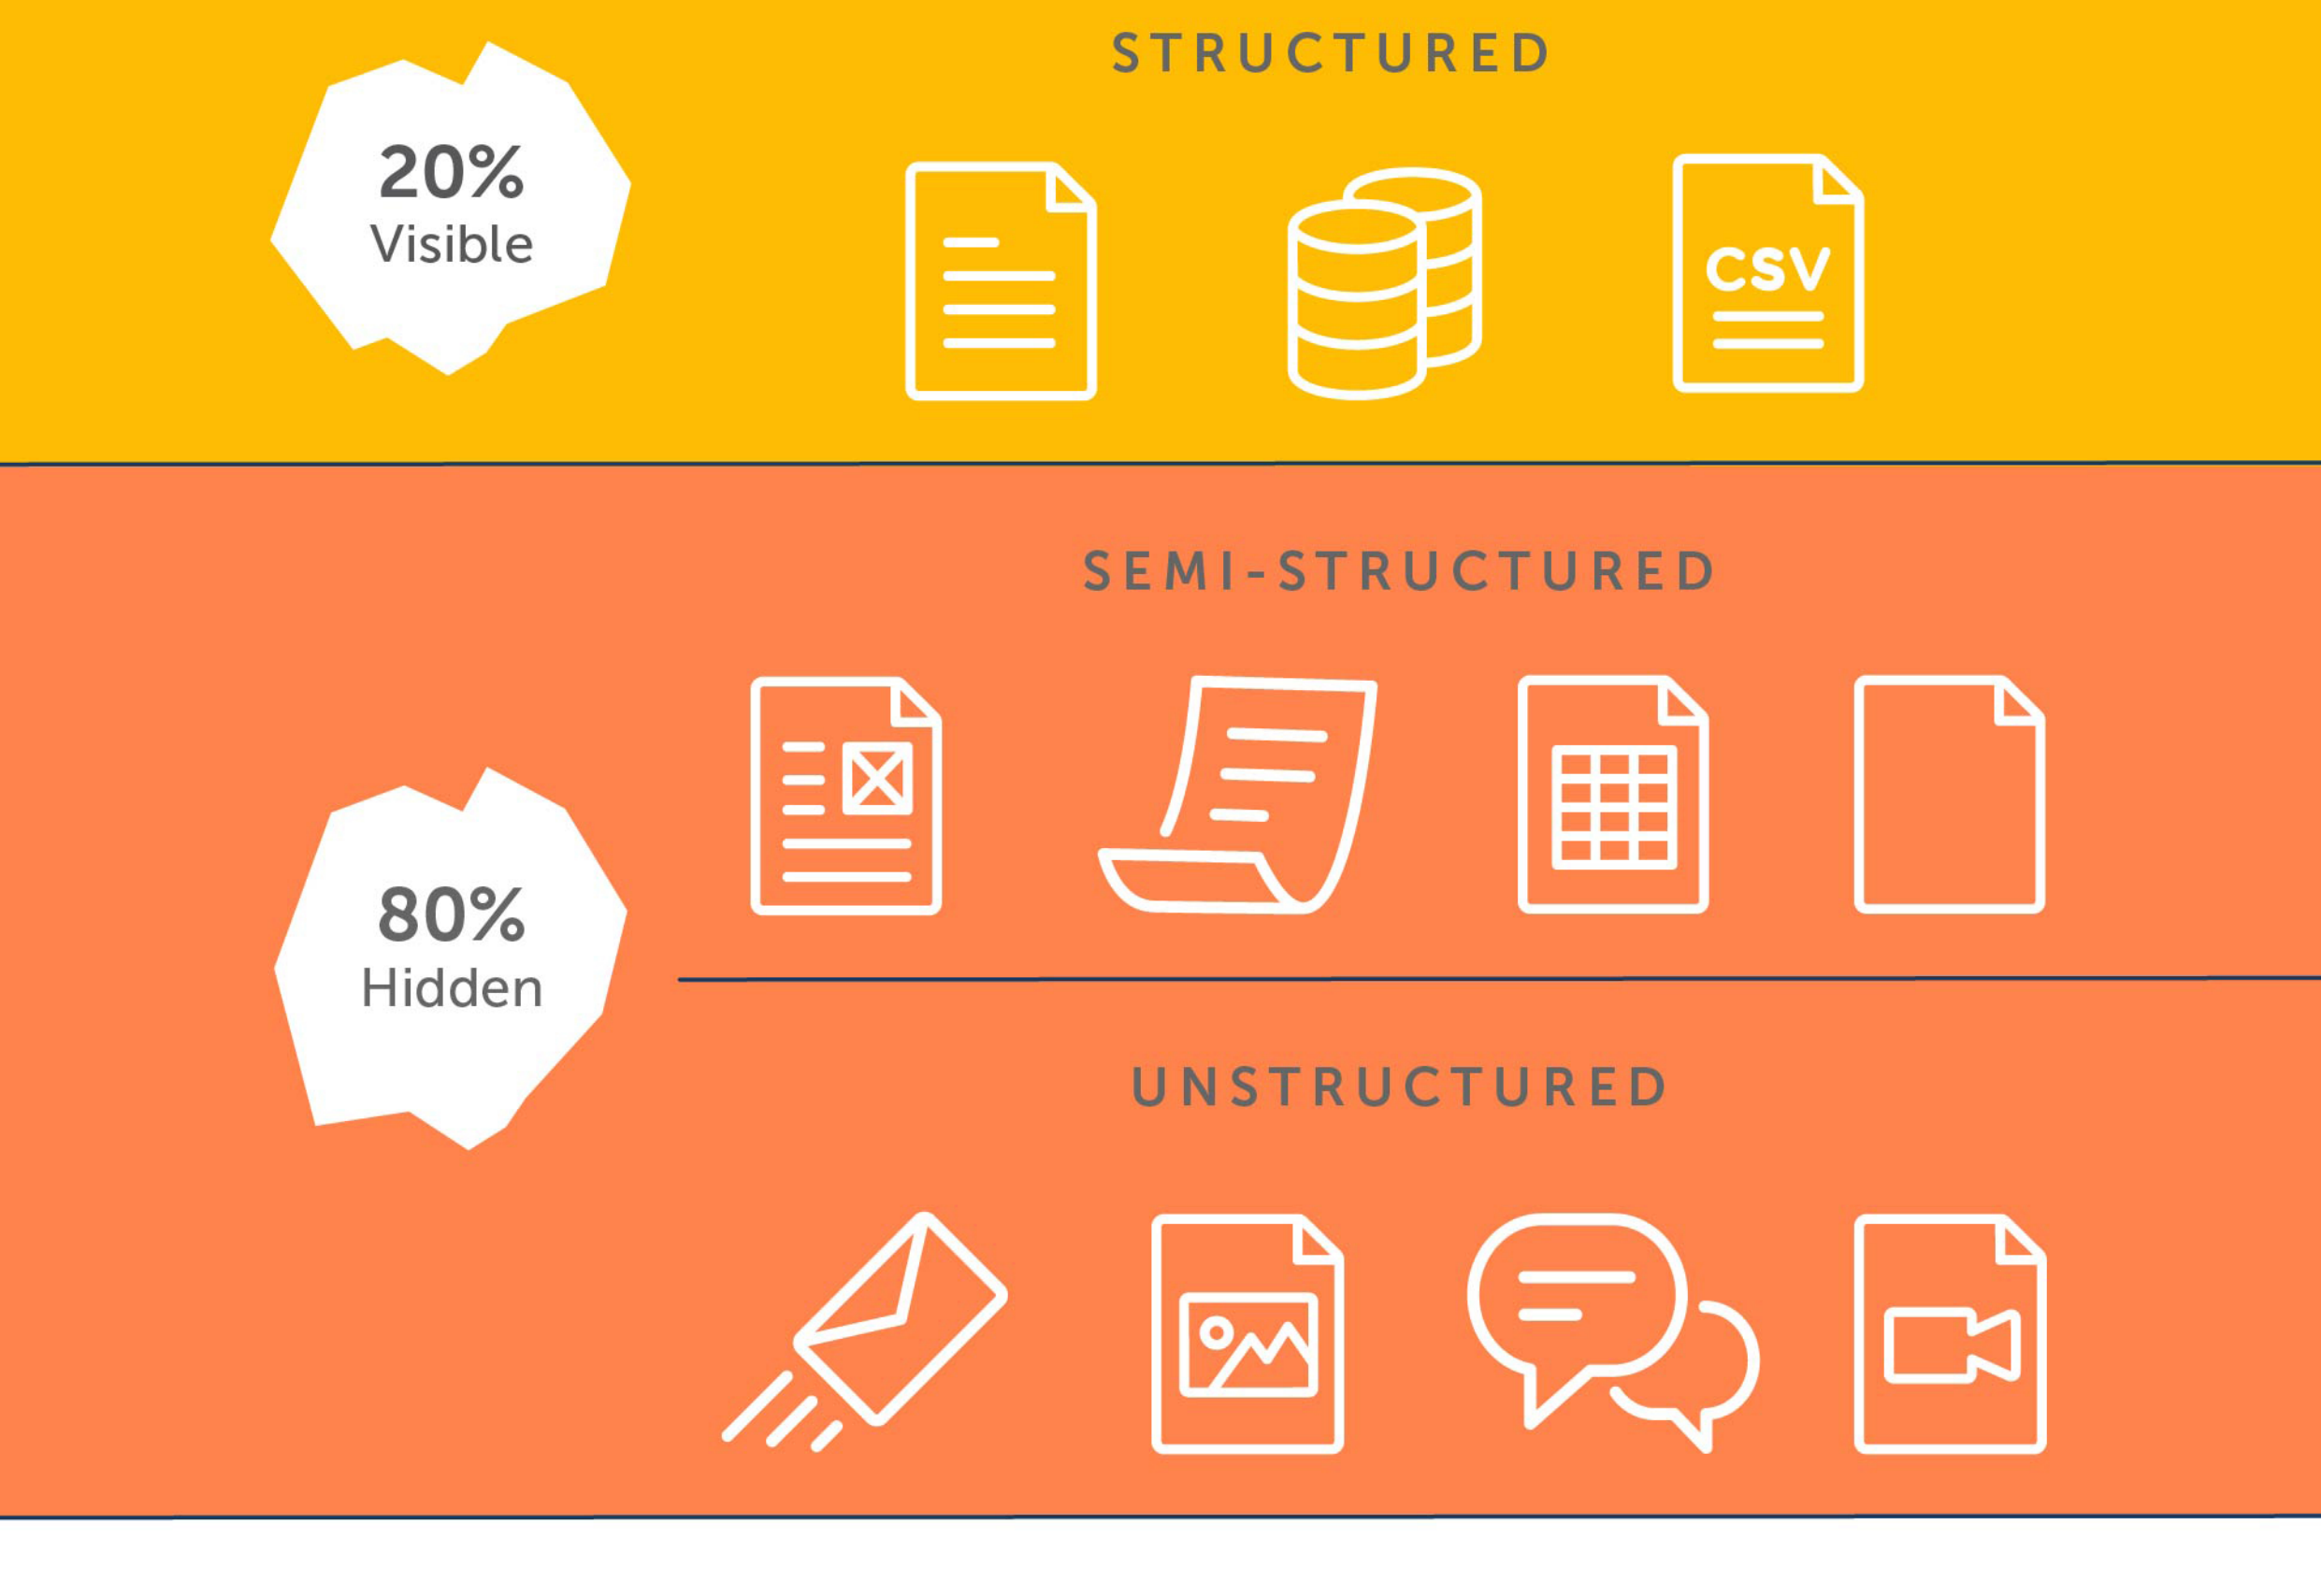 STRUCTURED
20%
Visible
CSV
SEMI-STRUCTURED
80%
Hidden
UNSTRUCTURED